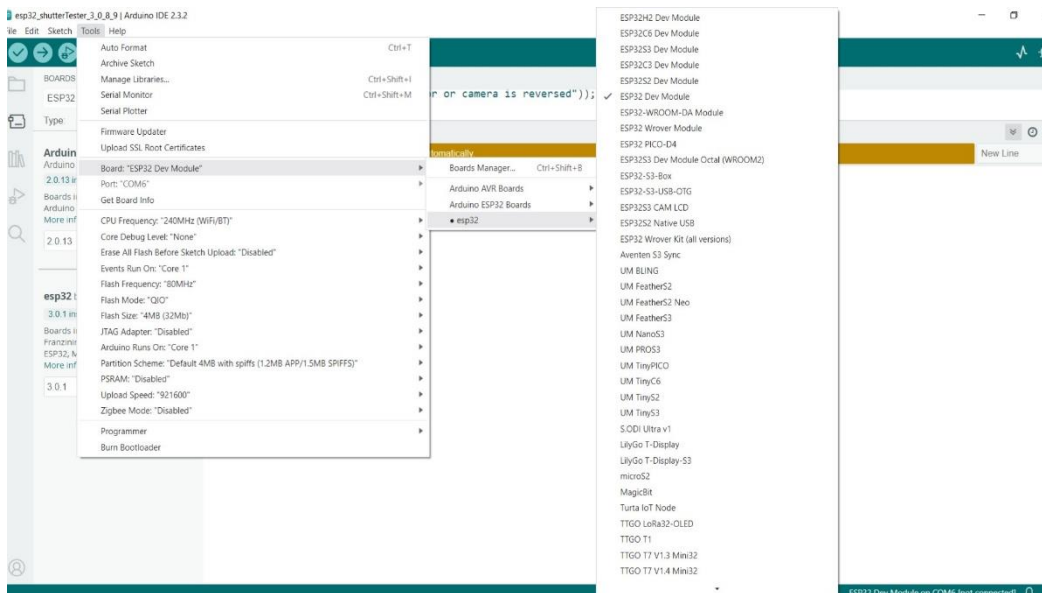 esp32_shutterTester_3_0_8_9 | Arduino IDE 2.3.2
File Edit Sketch Tools Help
BOARDS
ESP32
Type:
Arduin
Arduino
2.0.13 in
Boards i
Arduino
More inf
2.0.13
esp32 b
3.0.1 in
Boards i
Franzinin
ESP32, M
More inf
3.0.1
Auto Format Ctrl+T
Archive Sketch
Manage Libraries... Ctrl+Shift+I
Serial Monitor Ctrl+Shift+M
Serial Plotter
Firmware Updater
Upload SSL Root Certificates
Board: "ESP32 Dev Module"
Port: "COM6"
Get Board Info
CPU Frequency: "240MHz (WiFi/BT)"
Core Debug Level: "None"
Erase All Flash Before Sketch Upload: "Disabled"
Events Run On: "Core 1"
Flash Frequency: "80MHz"
Flash Mode: "QIO"
Flash Size: "4MB (32Mb)"
JTAG Adapter: "Disabled"
Arduino Runs On: "Core 1"
Partition Scheme: "Default 4MB with spiffs (1.2MB APP/1.5MB SPIFFS)"
PSRAM: "Disabled"
Upload Speed: "921600"
Zigbee Mode: "Disabled"
Programmer
Burn Bootloader
r or camera is reversed"));
tomatically
Boards Manager... Ctrl+Shift+B
Arduino AVR Boards
Arduino ESP32 Boards
esp32
ESP32H2 Dev Module
ESP32C6 Dev Module
ESP32S3 Dev Module
ESP32C3 Dev Module
ESP32S2 Dev Module
ESP32 Dev Module
ESP32-WROOM-DA Module
ESP32 Wrover Module
ESP32 PICO-D4
ESP32S3 Dev Module Octal (WROOM2)
ESP32-S3-Box
ESP32-S3-USB-OTG
ESP32S3 CAM LCD
ESP32S2 Native USB
ESP32 Wrover Kit (all versions)
Aventen S3 Sync
UM BLING
UM FeatherS2
UM FeatherS2 Neo
UM FeatherS3
UM NanoS3
UM PROS3
UM TinyPICO
UM TinyC6
UM TinyS2
UM TinyS3
S.ODI Ultra v1
LilyGo T-Display
LilyGo T-Display-S3
microS2
MagicBit
Turta IoT Node
TTGO LoRa32-OLED
TTGO T1
TTGO T7 V1.3 Mini32
TTGO T7 V1.4 Mini32
New Line
ESP32 Dev Module on COM6 [not connected]